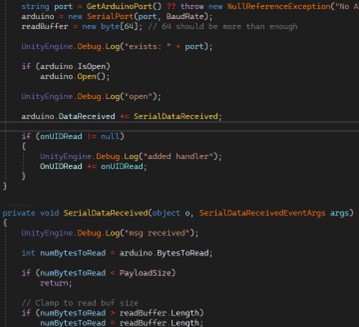 string port = GetArduinoPort() ?? throw new NullReferenceException("No A
arduino = new SerialPort(port, BaudRate);
readBuffer = new byte[64]; // 64 should be more than enough
UnityEngine.Debug.Log("exists: " + port);
if (arduino.IsOpen)
arduino.Open();
UnityEngine.Debug.Log("open");
arduino.DataReceived += SerialDataReceived;
if (onUIDRead != null)
{
UnityEngine.Debug.Log("added handler");
OnUIDRead += onUIDRead;
}
}
private void SerialDataReceived(object o, SerialDataReceivedEventArgs args)
{
UnityEngine.Debug.Log("msg received");
int numBytesToRead = arduino.BytesToRead;
if (numBytesToRead < PayloadSize)
return;
// Clamp to read buf size
if (numBytesToRead > readBuffer.Length)
numBytesToRead = readBuffer.Length;